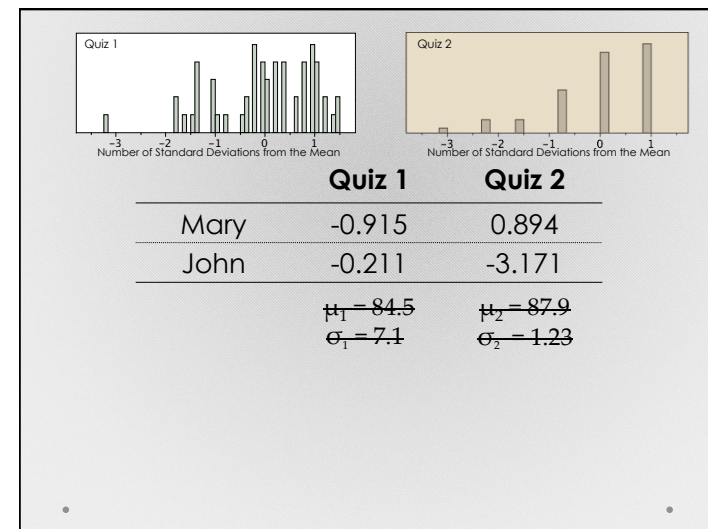 Quiz 1
-3 -2 -1 0 1
Number of Standard Deviations from the Mean
Quiz 2
-3 -2 -1 0 1
Number of Standard Deviations from the Mean
Quiz 1 Quiz 2
Mary -0.915 0.894
John -0.211 -3.171
μ₁ = 84.5 μ₂ = 87.9
σ₁ = 7.1 σ₂ = 1.23